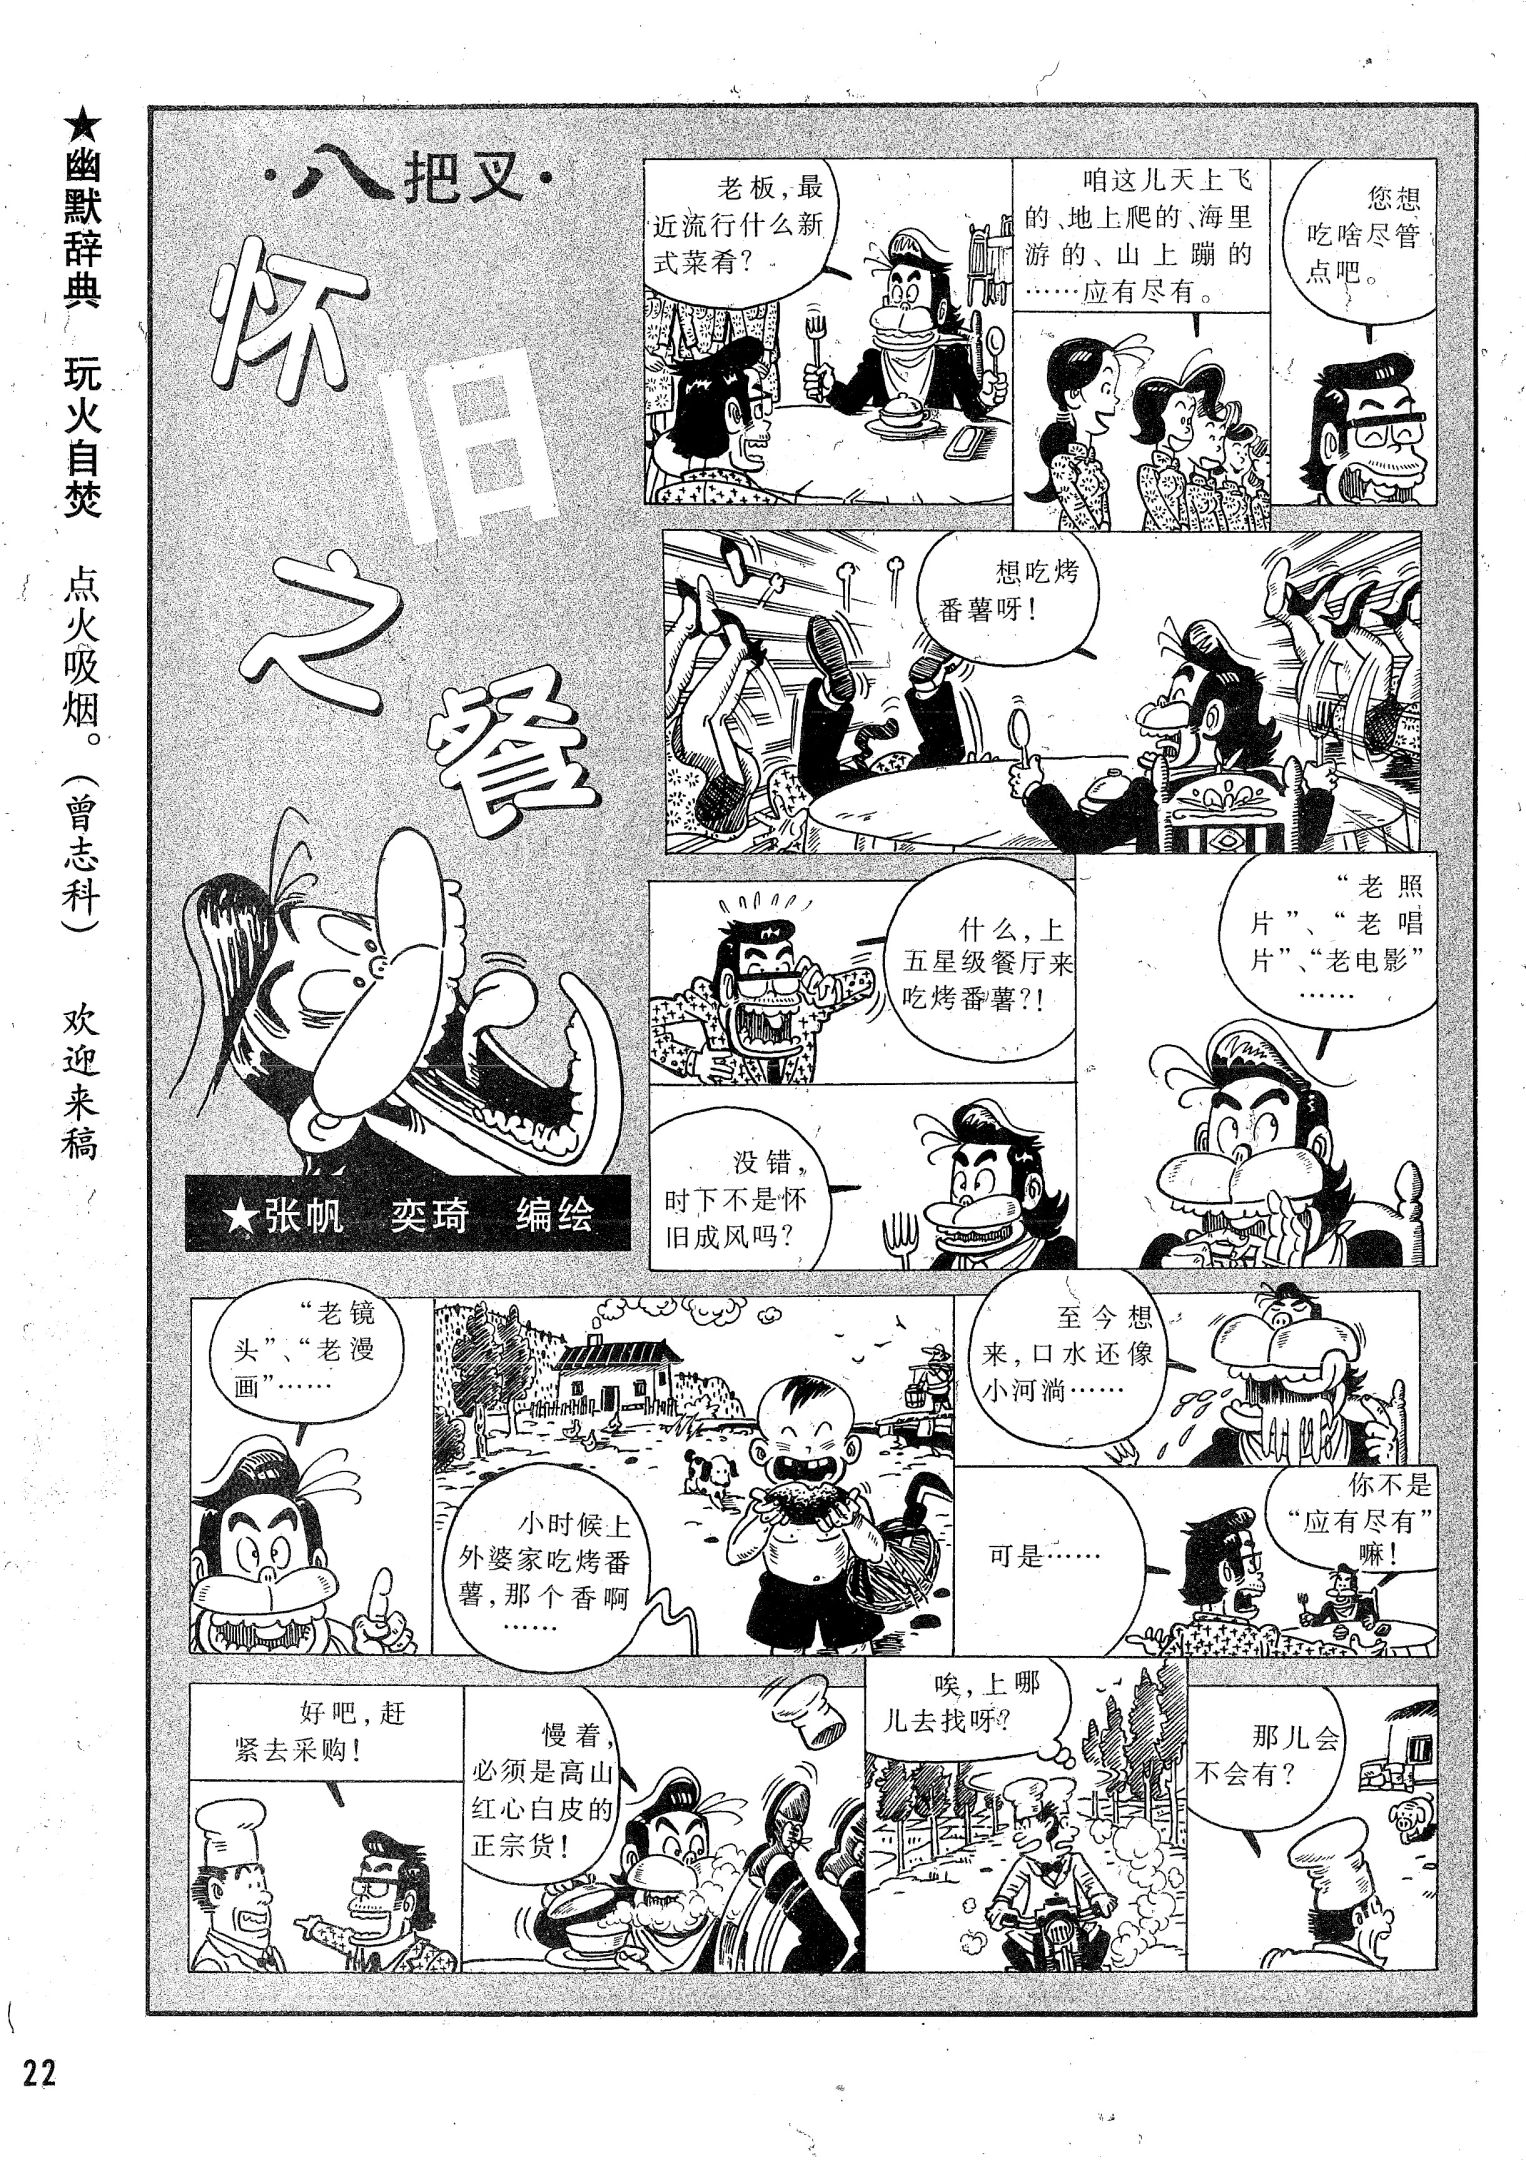 ★幽默辞典 玩火自焚 点火吸烟。(曾志科) 欢迎来稿
·八把叉·
怀旧之餐
★张帆 奕琦 编绘
老板,最
近流行什么新
式菜肴?
咱这儿天上飞
的、地上爬的、海里
游的、山上蹦的
……应有尽有。
您想
吃啥尽管
点吧。
想吃烤
番薯呀!
什么,上
五星级餐厅来
吃烤番薯?!
没错,
时下不是怀
旧成风吗?
“老照
片”、“老唱
片”、“老电影”
……
“老镜
头”、“老漫
画”……
小时候上
外婆家吃烤番
薯,那个香啊
……
至今想
来,口水还像
小河淌……
可是……
你不是
“应有尽有”
嘛!
好吧,赶
紧去采购!
慢着,
必须是高山
红心白皮的
正宗货!
唉,上哪
儿去找呀?
那儿会
不会有?
22